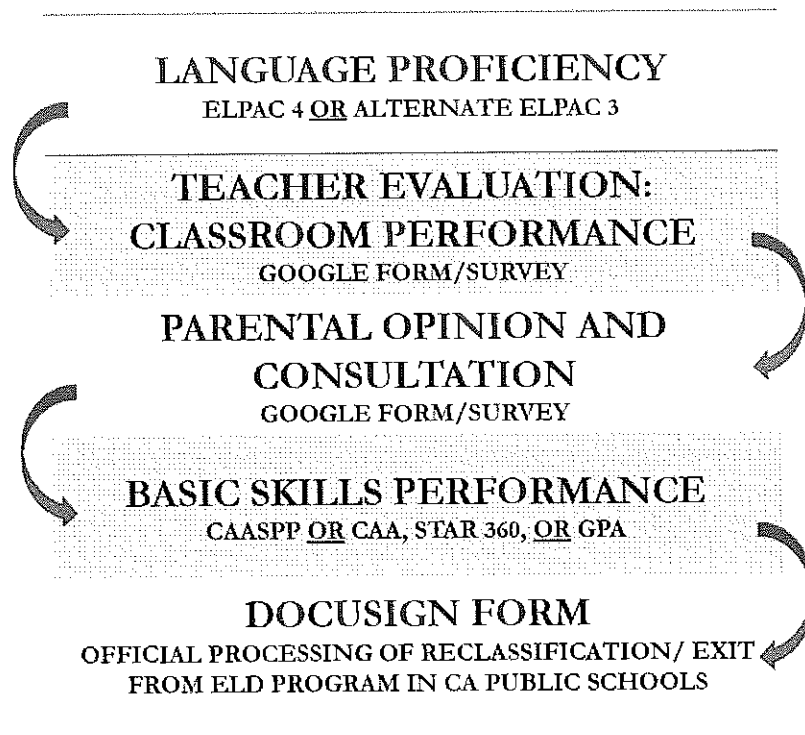 LANGUAGE PROFICIENCY
ELPAC 4 OR ALTERNATE ELPAC 3
TEACHER EVALUATION:
CLASSROOM PERFORMANCE
GOOGLE FORM/SURVEY
PARENTAL OPINION AND
CONSULTATION
GOOGLE FORM/SURVEY
BASIC SKILLS PERFORMANCE
CAASPP OR CAA, STAR 360, OR GPA
DOCUSIGN FORM
OFFICIAL PROCESSING OF RECLASSIFICATION/ EXIT
FROM ELD PROGRAM IN CA PUBLIC SCHOOLS